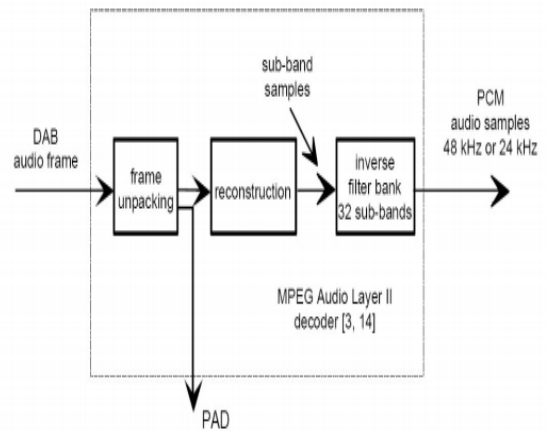 DAB
audio frame
frame
unpacking
reconstruction
sub-band
samples
inverse
filter bank
32 sub-bands
PCM
audio samples
48 kHz or 24 kHz
MPEG Audio Layer II
decoder [3, 14]
PAD